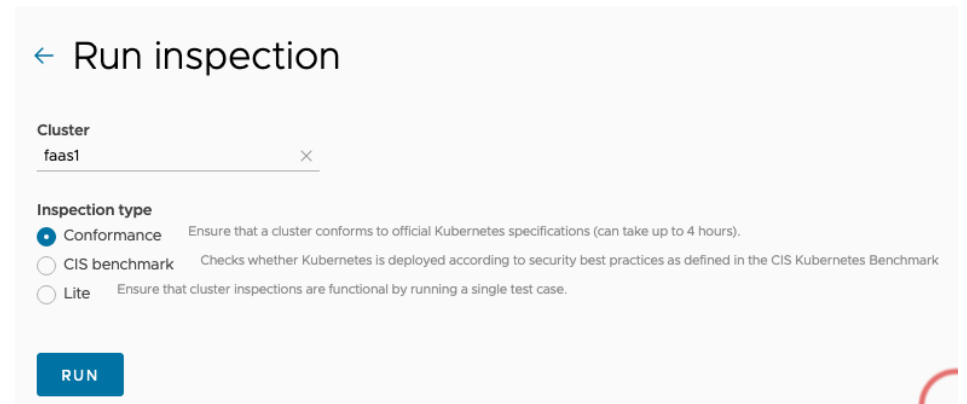 ← Run inspection
Cluster
faas1 ×
Inspection type
Conformance Ensure that a cluster conforms to official Kubernetes specifications (can take up to 4 hours).
CIS benchmark Checks whether Kubernetes is deployed according to security best practices as defined in the CIS Kubernetes Benchmark
Lite Ensure that cluster inspections are functional by running a single test case.
RUN